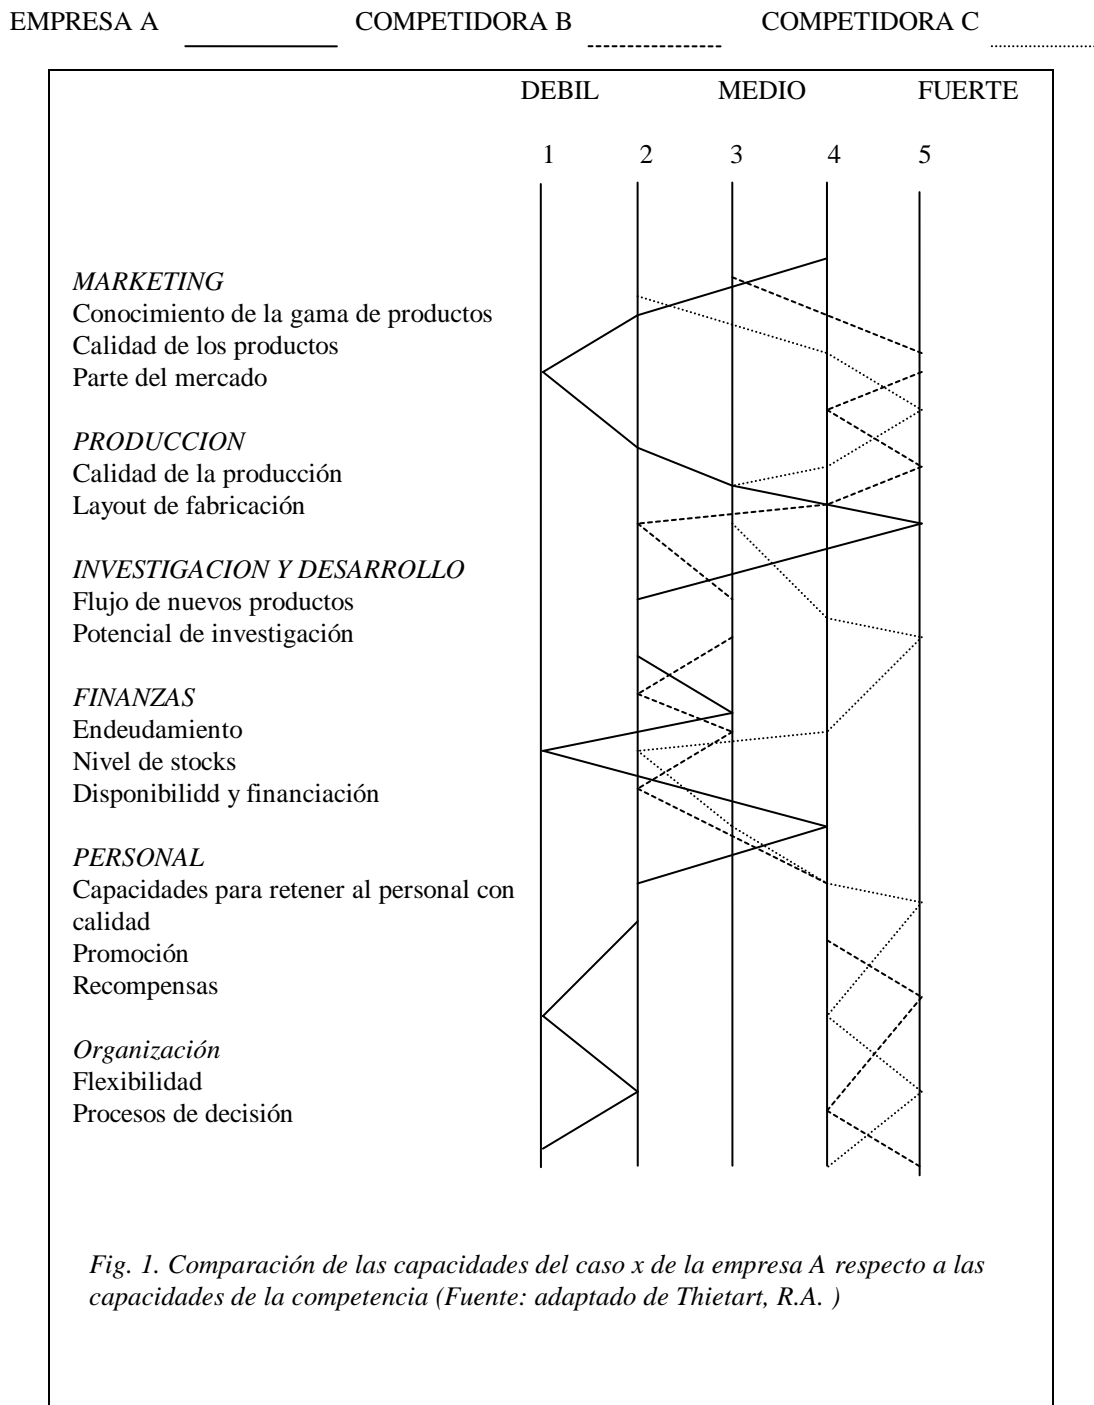 EMPRESA A COMPETIDORA B COMPETIDORA C
DEBIL MEDIO FUERTE
1 2 3 4 5
MARKETING
Conocimiento de la gama de productos
Calidad de los productos
Parte del mercado
PRODUCCION
Calidad de la producción
Layout de fabricación
INVESTIGACION Y DESARROLLO
Flujo de nuevos productos
Potencial de investigación
FINANZAS
Endeudamiento
Nivel de stocks
Disponibilidd y financiación
PERSONAL
Capacidades para retener al personal con
calidad
Promoción
Recompensas
Organización
Flexibilidad
Procesos de decisión
Fig. 1. Comparación de las capacidades del caso x de la empresa A respecto a las
capacidades de la competencia (Fuente: adaptado de Thietart, R.A. )